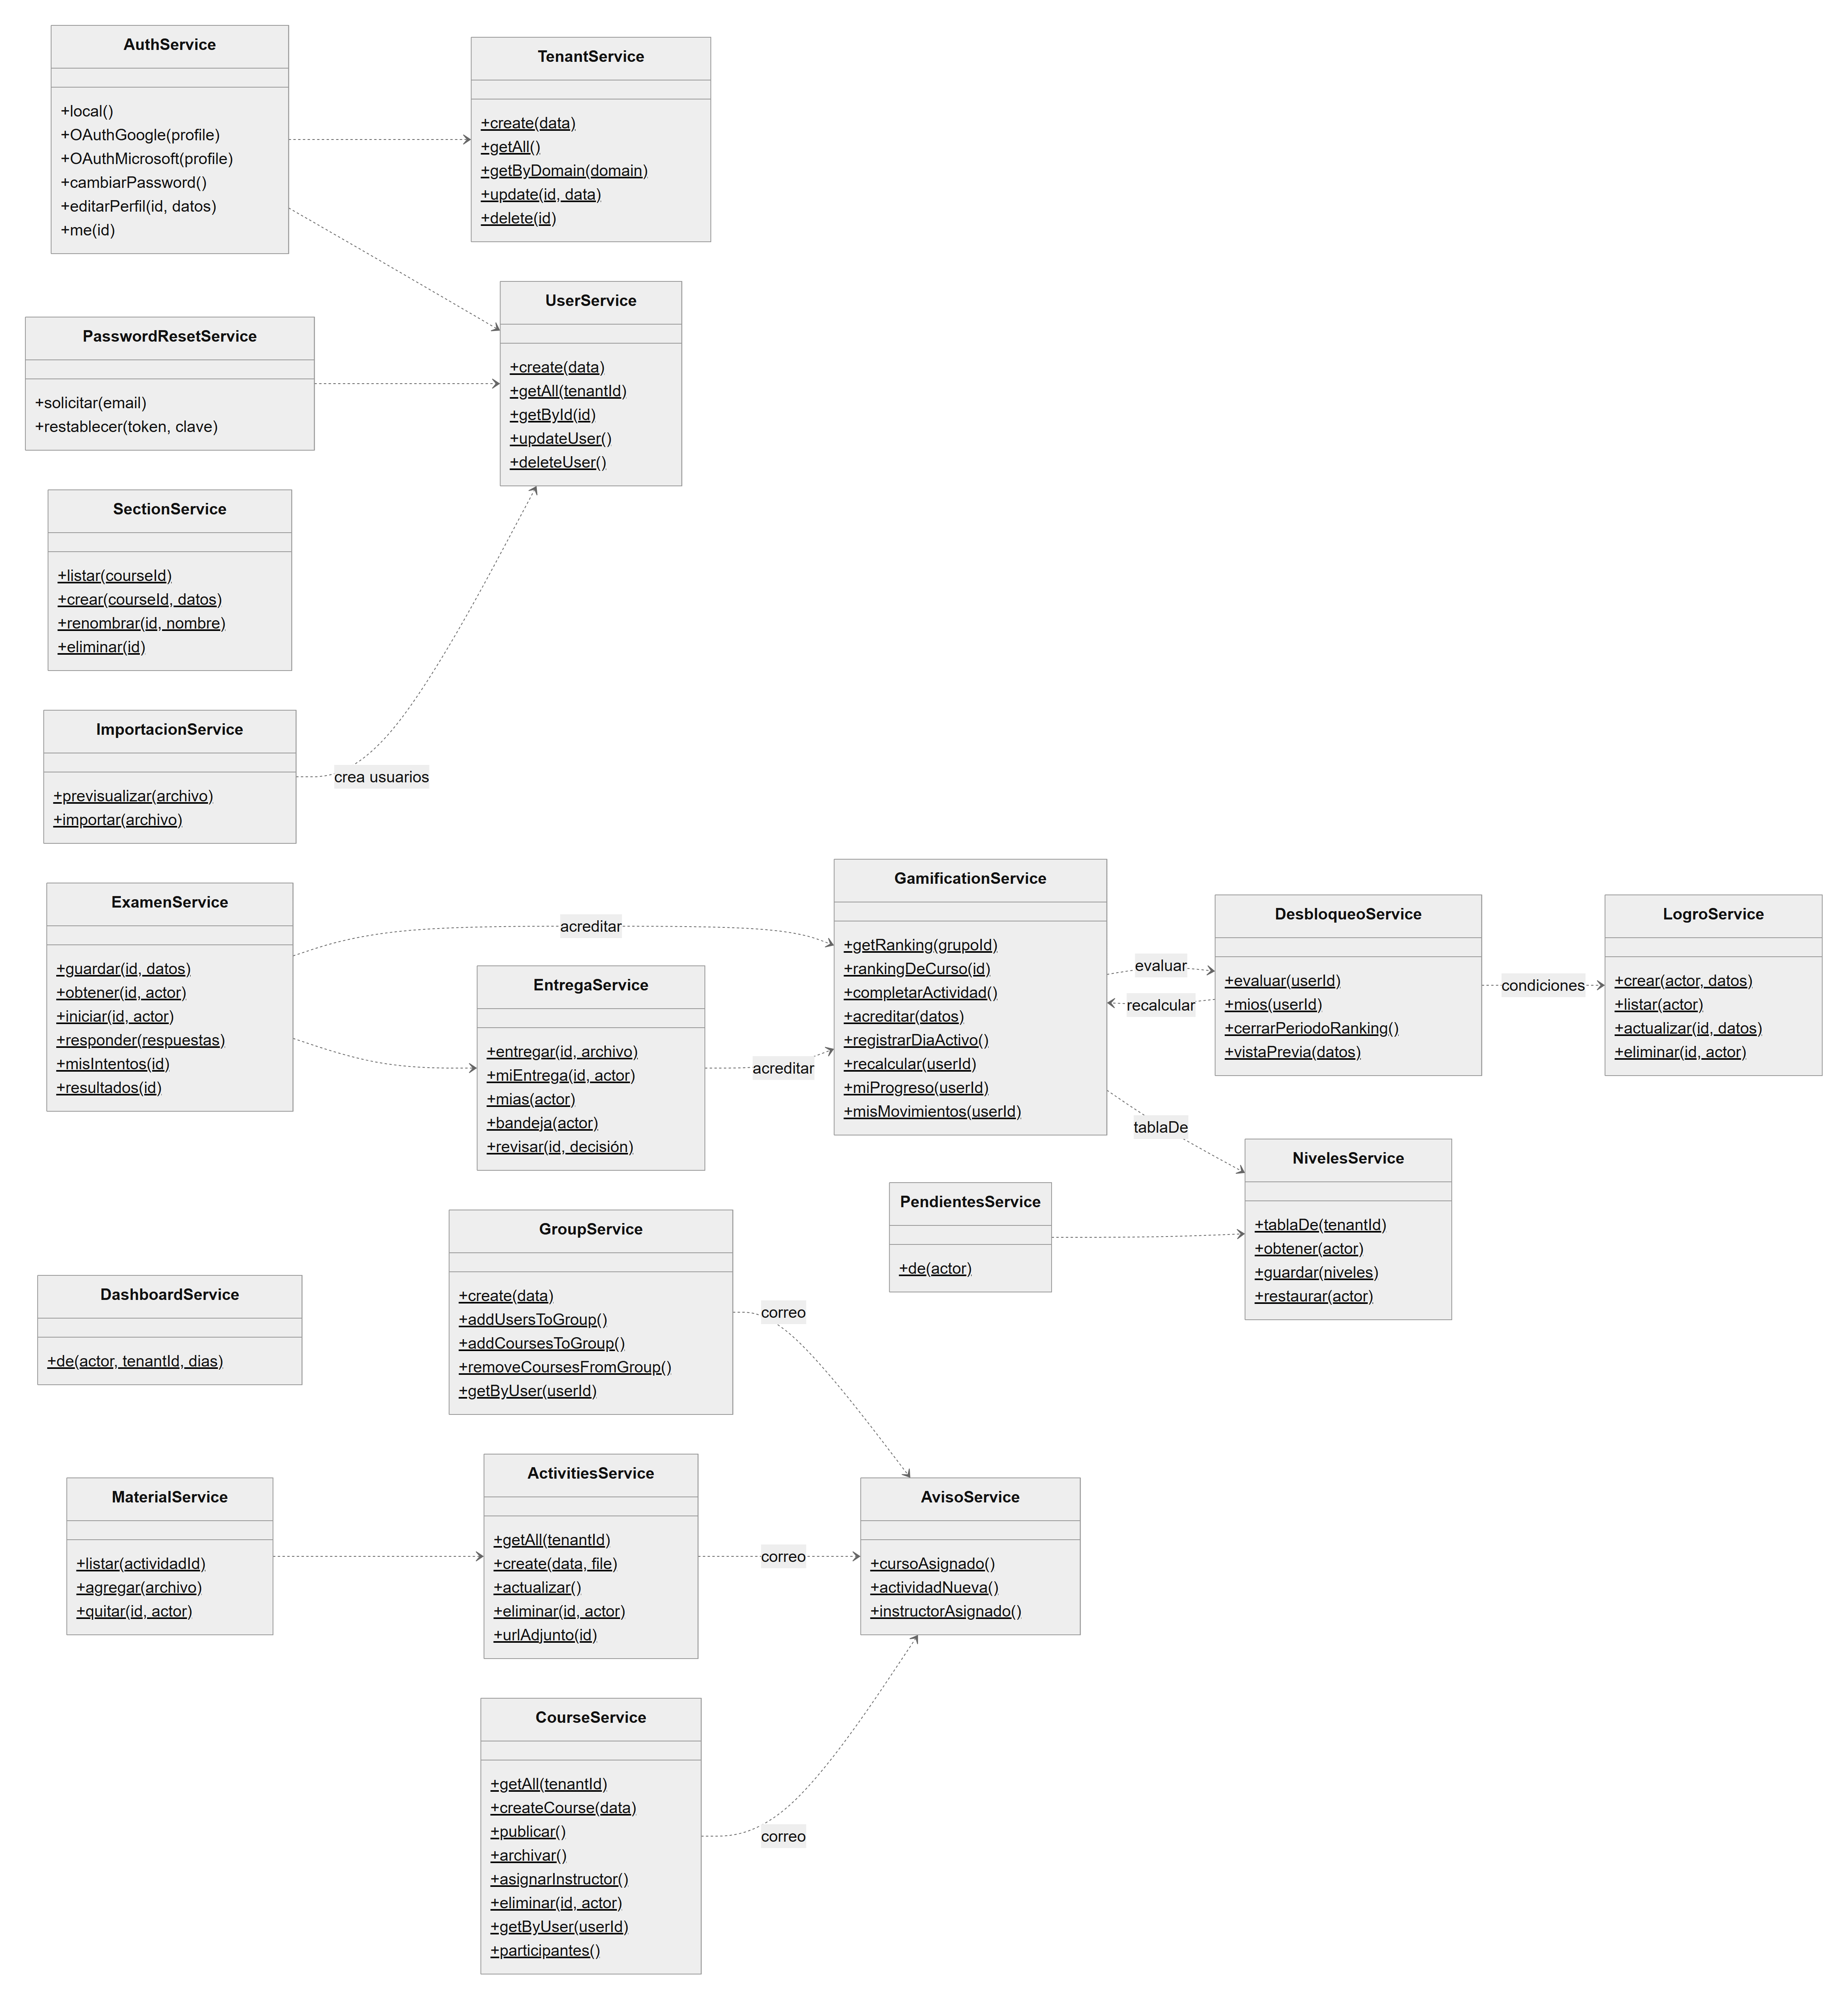 AuthService
+local()
+OAuthGoogle(profile)
+OAuthMicrosoft(profile)
+cambiarPassword()
+editarPerfil(id, datos)
+me(id)
TenantService
+create(data)
+getAll()
+getByDomain(domain)
+update(id, data)
+delete(id)
UserService
+create(data)
+getAll(tenantId)
+getById(id)
+updateUser()
+deleteUser()
PasswordResetService
+solicitar(email)
+restablecer(token, clave)
SectionService
+listar(courseId)
+crear(courseId, datos)
+renombrar(id, nombre)
+eliminar(id)
ImportacionService
+previsualizar(archivo)
+importar(archivo)
crea usuarios
ExamenService
+guardar(id, datos)
+obtener(id, actor)
+iniciar(id, actor)
+responder(respuestas)
+misIntentos(id)
+resultados(id)
acreditar
EntregaService
+entregar(id, archivo)
+miEntrega(id, actor)
+mias(actor)
+bandeja(actor)
+revisar(id, decisión)
acreditar
GamificationService
+getRanking(grupoId)
+rankingDeCurso(id)
+completarActividad()
+acreditar(datos)
+registrarDiaActivo()
+recalcular(userId)
+miProgreso(userId)
+misMovimientos(userId)
evaluar
recalcular
tablaDe
DesbloqueoService
+evaluar(userId)
+mios(userId)
+cerrarPeriodoRanking()
+vistaPrevia(datos)
condiciones
LogroService
+crear(actor, datos)
+listar(actor)
+actualizar(id, datos)
+eliminar(id, actor)
NivelesService
+tablaDe(tenantId)
+obtener(actor)
+guardar(niveles)
+restaurar(actor)
PendientesService
+de(actor)
GroupService
+create(data)
+addUsersToGroup()
+addCoursesToGroup()
+removeCoursesFromGroup()
+getByUser(userId)
correo
DashboardService
+de(actor, tenantId, dias)
MaterialService
+listar(actividadId)
+agregar(archivo)
+quitar(id, actor)
ActivitiesService
+getAll(tenantId)
+create(data, file)
+actualizar()
+eliminar(id, actor)
+urlAdjunto(id)
correo
AvisoService
+cursoAsignado()
+actividadNueva()
+instructorAsignado()
CourseService
+getAll(tenantId)
+createCourse(data)
+publicar()
+archivar()
+asignarInstructor()
+eliminar(id, actor)
+getByUser(userId)
+participantes()
correo